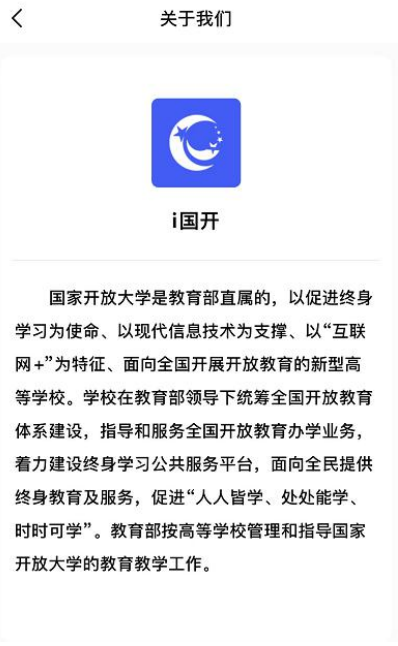 关于我们
i国开
国家开放大学是教育部直属的，以促进终身
学习为使命、以现代信息技术为支撑、以“互联
网+”为特征、面向全国开展开放教育的新型高
等学校。学校在教育部领导下统筹全国开放教育
体系建设，指导和服务全国开放教育办学业务，
着力建设终身学习公共服务平台，面向全民提供
终身教育及服务，促进“人人皆学、处处能学、
时时可学”。教育部按高等学校管理和指导国家
开放大学的教育教学工作。